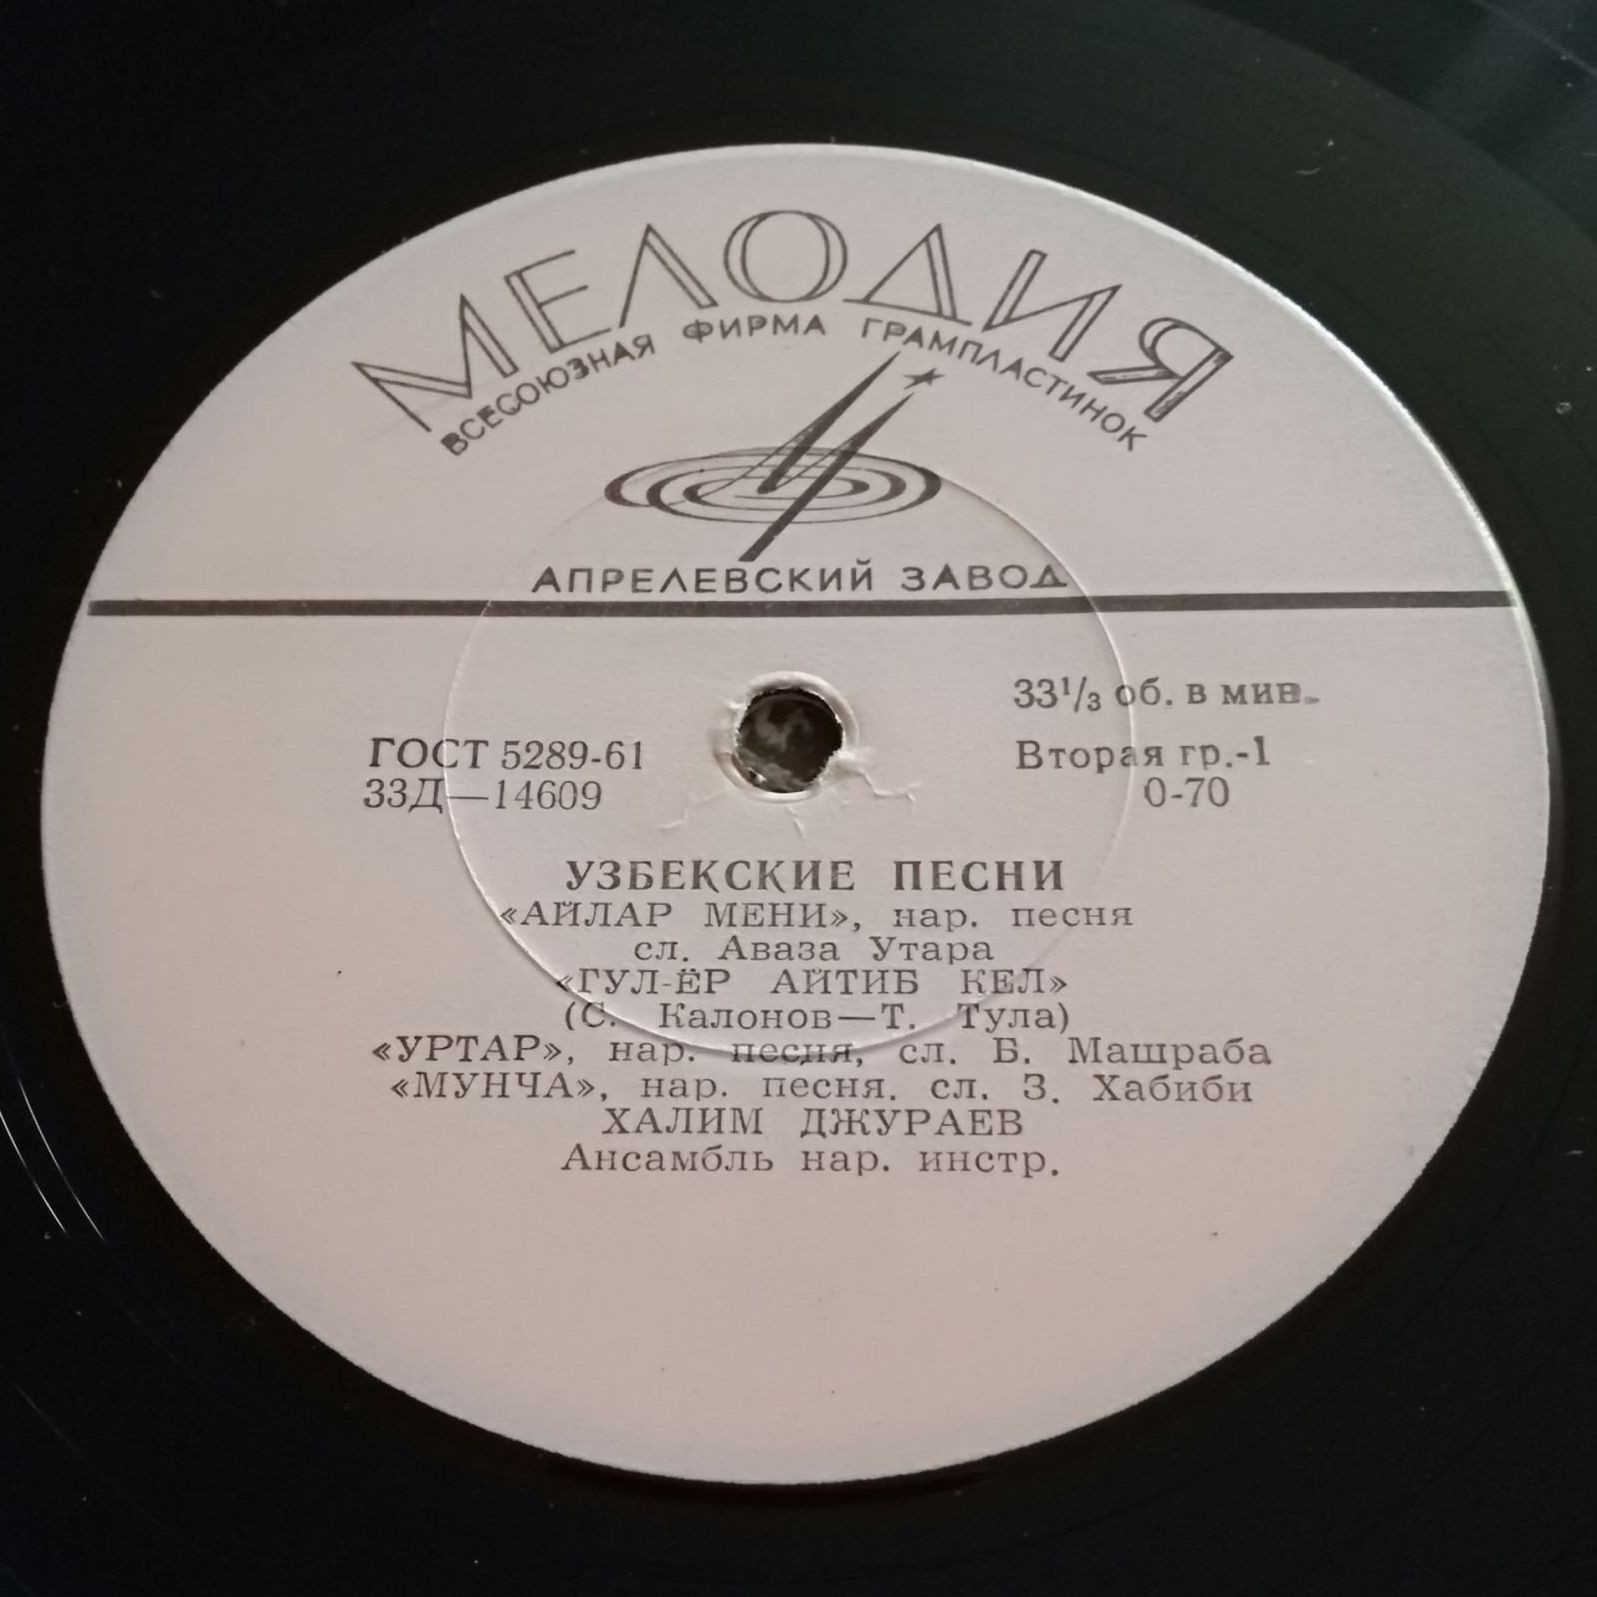 МЕЛОДИЯ
ВСЕСОЮЗНАЯ ФИРМА ГРАМПЛАСТИНОК
АПРЕЛЕВСКИЙ ЗАВОД
33¹/₃ об. в мин.
ГОСТ 5289-61
Вторая гр.-1
33Д—14609
0-70
УЗБЕКСКИЕ ПЕСНИ
«АЙЛАР МЕНИ», нар. песня
сл. Аваза Утара
«ГУЛ-ЁР АЙТИБ КЕЛ»
(С. Калонов—Т. Тула)
«УРТАР», нар. песня, сл. Б. Машраба
«МУНЧА», нар. песня. сл. З. Хабиби
ХАЛИМ ДЖУРАЕВ
Ансамбль нар. инстр.